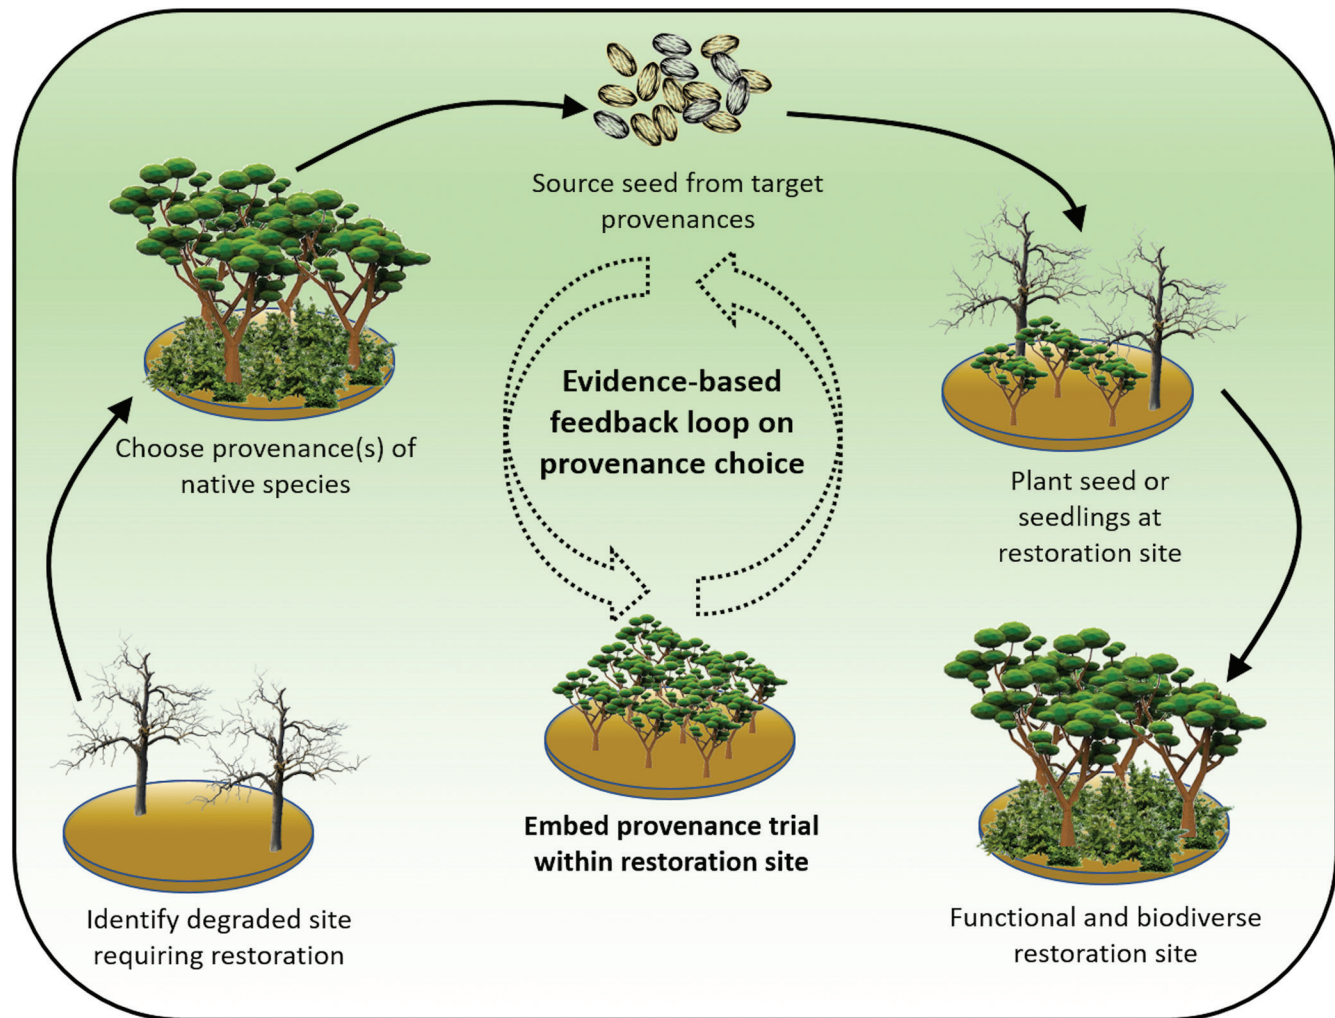 Source seed from target
provenances
Evidence-based
feedback loop on
provenance choice
Choose provenance(s) of
native species
Plant seed or
seedlings at
restoration site
Embed provenance trial
within restoration site
Identify degraded site
requiring restoration
Functional and biodiverse
restoration site